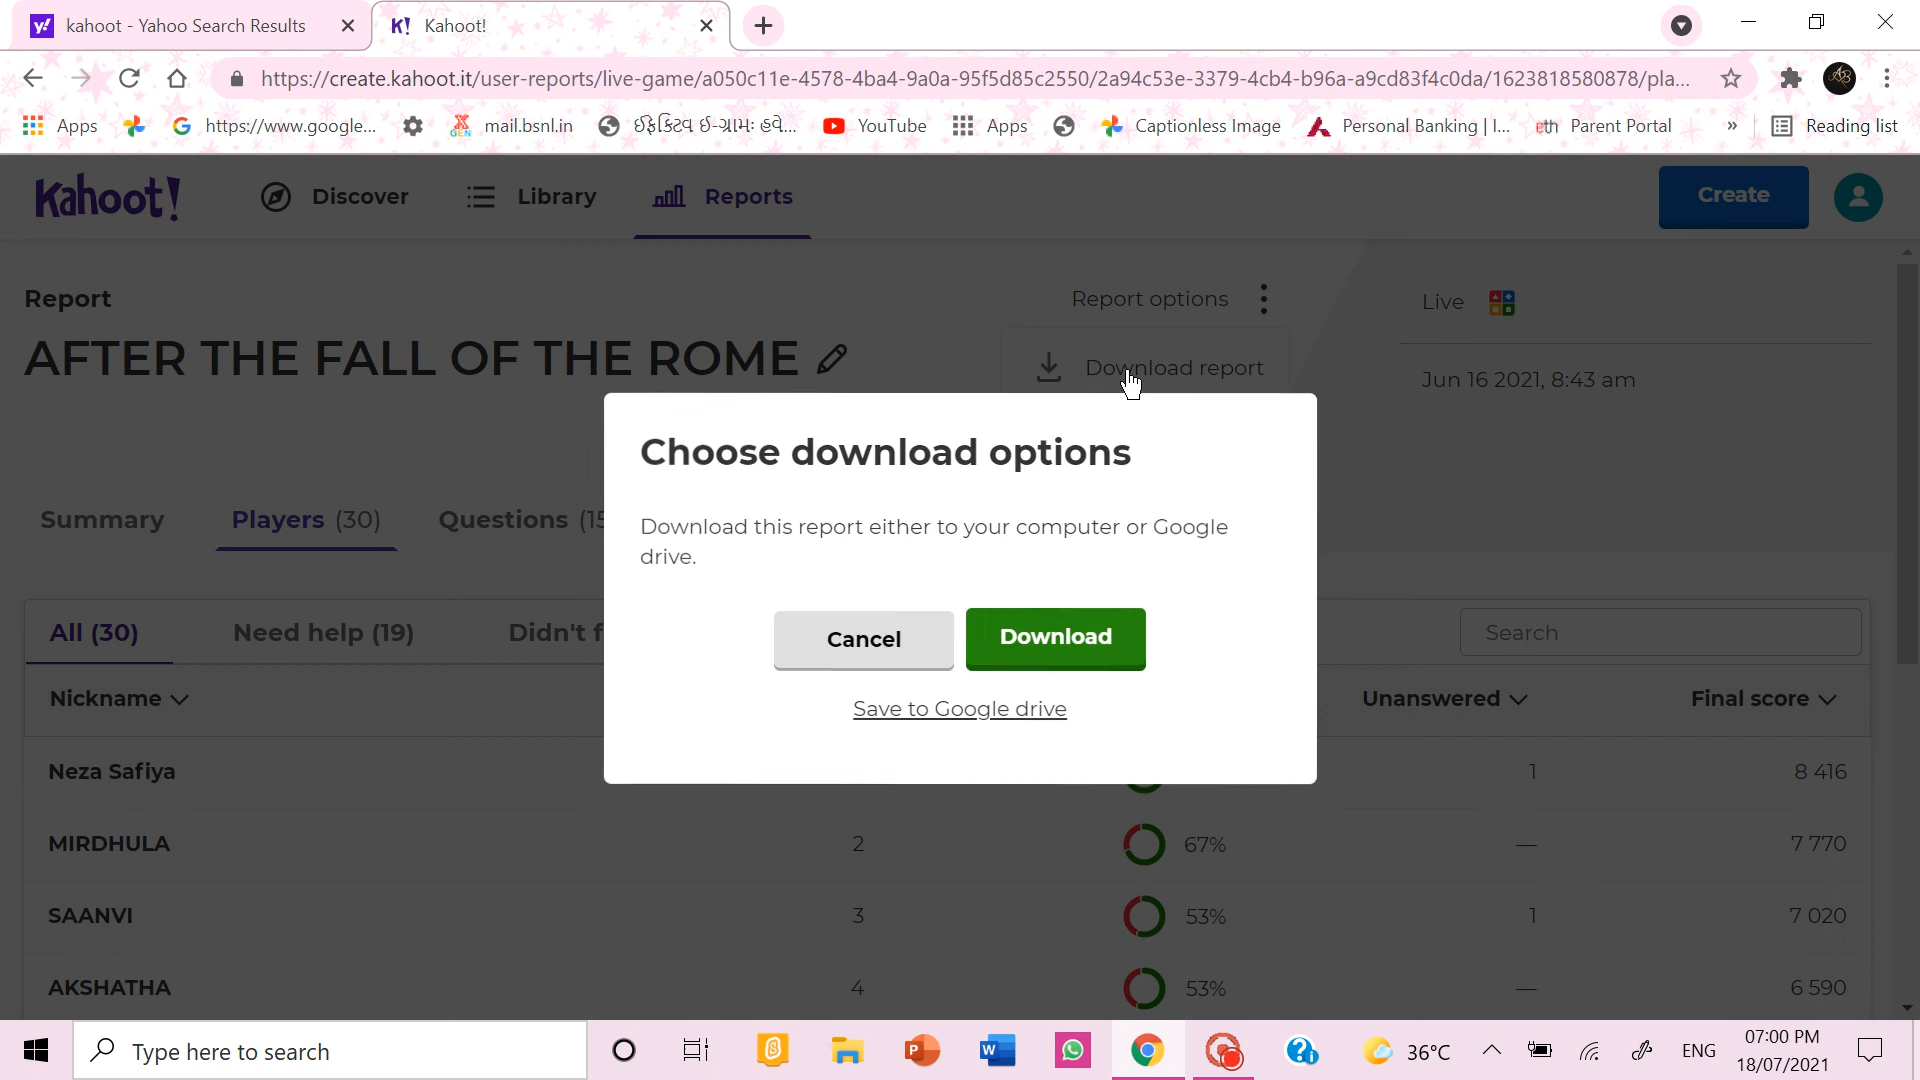 kahoot - Yahoo Search Results
Kahoot!
https://create.kahoot.it/user-reports/live-game/a050c11e-4578-4ba4-9a0a-95f5d85c2550/2a94c53e-3379-4cb4-b96a-a9cd83f4c0da/1623818580878/pla...
Apps
https://www.google...
mail.bsnl.in
YouTube
Apps
Captionless Image
Personal Banking | I...
eth Parent Portal
»
Reading list
Kahoot!
Discover
Library
Reports
Create
Report
Report options
Live
AFTER THE FALL OF THE ROME
Download report
Jun 16 2021, 8:43 am
Choose download options
Download this report either to your computer or Google
drive.
Cancel
Download
Save to Google drive
Summary
Players (30)
Questions
All (30)
Need help (19)
Didn't f
Search
Nickname
Unanswered
Final score
Neza Safiya 1 8 416
MIRDHULA 2 67% — 7 770
SAANVI 3 53% 1 7 020
AKSHATHA 4 53% — 6 590
Type here to search
36°C
ENG
07:00 PM
18/07/2021